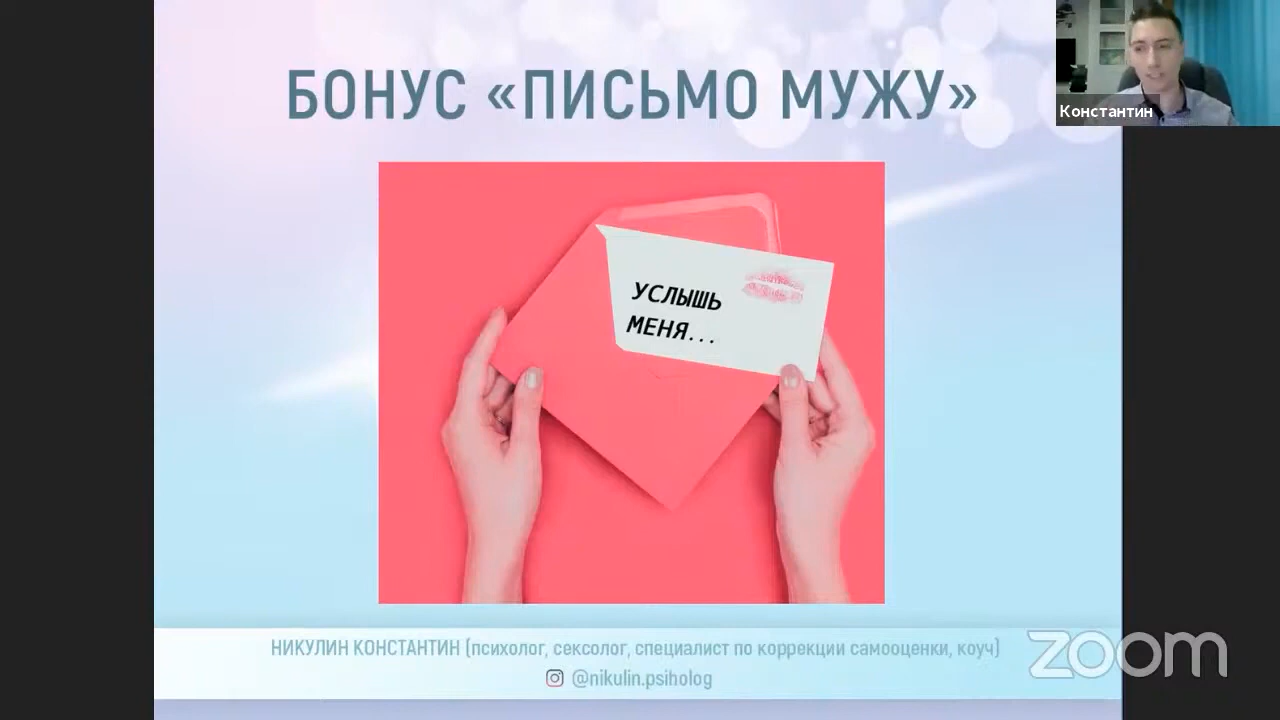 БОНУС «ПИСЬМО МУЖУ»
Константин
УСЛЫШЬ
МЕНЯ...
НИКУЛИН КОНСТАНТИН (психолог, сексолог, специалист по коррекции самооценки, коуч)
@nikulin.psiholog
zoom